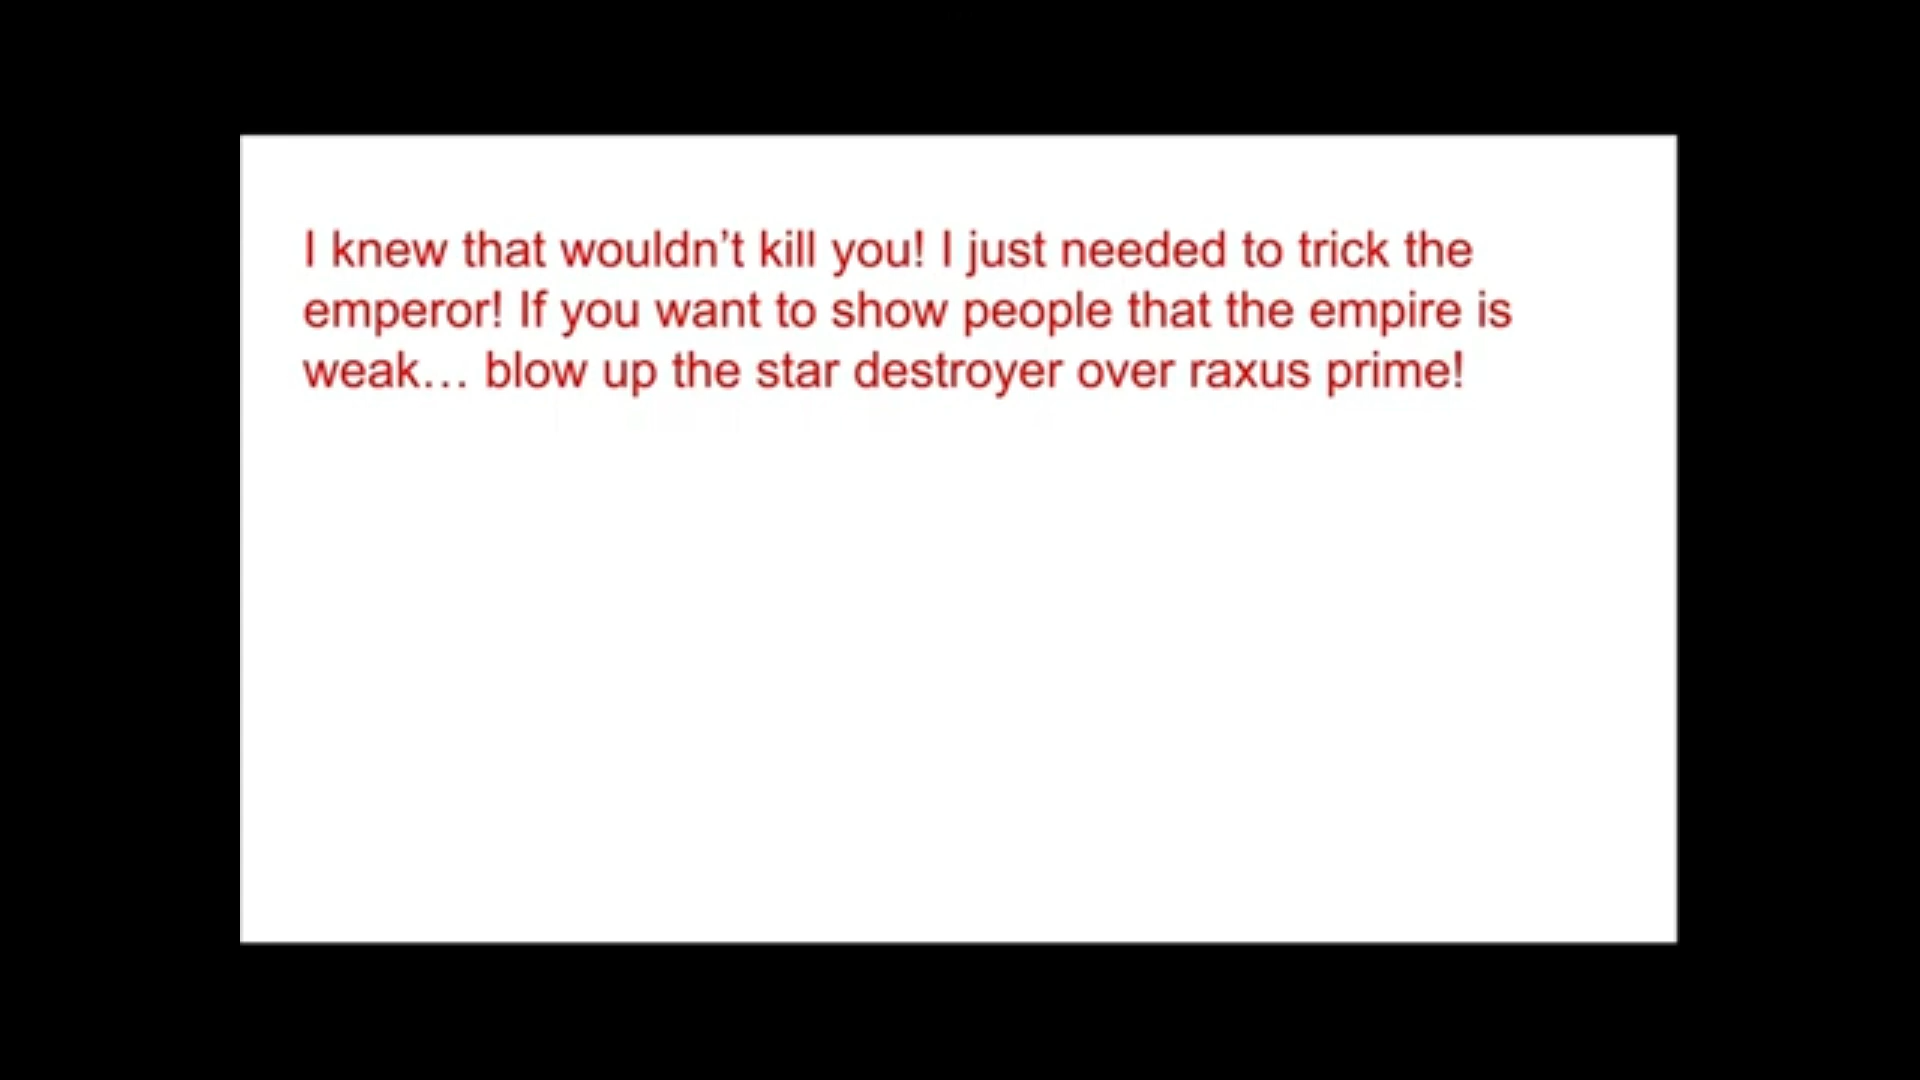 I knew that wouldn’t kill you! I just needed to trick the
emperor! If you want to show people that the empire is
weak… blow up the star destroyer over raxus prime!